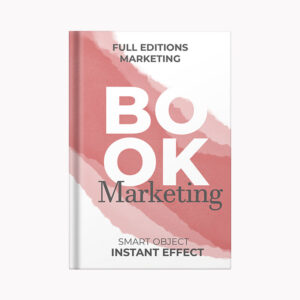 FULL EDITIONS
MARKETING
BO
OK
Marketing
SMART OBJECT
INSTANT EFFECT